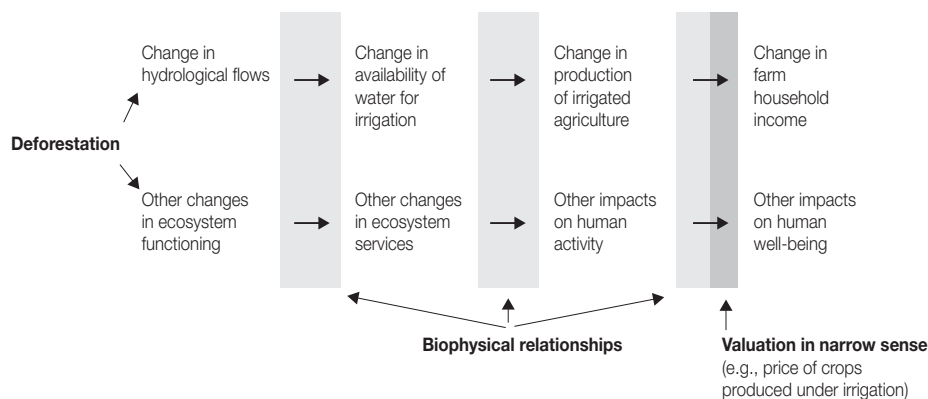 Change in
hydrological flows
Change in
availability of
water for
irrigation
Change in
production
of irrigated
agriculture
Change in
farm
household
income
Deforestation
Other changes
in ecosystem
functioning
Other changes
in ecosystem
services
Other impacts
on human
activity
Other impacts
on human
well-being
Biophysical relationships
Valuation in narrow sense
(e.g., price of crops
produced under irrigation)